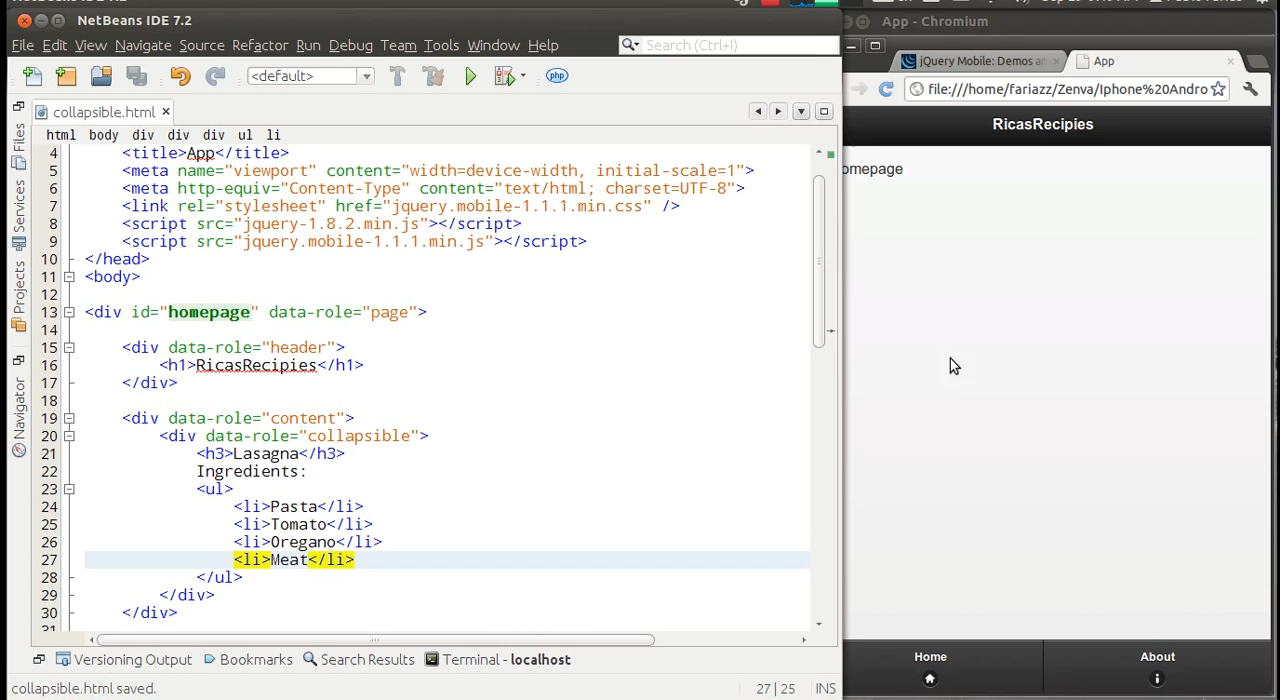 NetBeans IDE 7.2
File Edit View Navigate Source Refactor Run Debug Team Tools Window Help
Search (Ctrl+I)
<default>
php
collapsible.html
html body div div div ul li
4 <title>App</title>
5 <meta name="viewport" content="width=device-width, initial-scale=1">
6 <meta http-equiv="Content-Type" content="text/html; charset=UTF-8">
7 <link rel="stylesheet" href="jquery.mobile-1.1.1.min.css" />
8 <script src="jquery-1.8.2.min.js"></script>
9 <script src="jquery.mobile-1.1.1.min.js"></script>
10 </head>
11 <body>
12
13 <div id="homepage" data-role="page">
14
15 <div data-role="header">
16 <h1>RicasRecipies</h1>
17 </div>
18
19 <div data-role="content">
20 <div data-role="collapsible">
21 <h3>Lasagna</h3>
22 Ingredients:
23 <ul>
24 <li>Pasta</li>
25 <li>Tomato</li>
26 <li>Oregano</li>
27 <li>Meat</li>
28 </ul>
29 </div>
30 </div>
31
Files
Services
Projects
Navigator
Versioning Output Bookmarks Search Results Terminal - localhost
collapsible.html saved.
27 | 25 INS
App - Chromium
jQuery Mobile: Demos an
App
file:///home/fariazz/Zenva/Iphone%20Andro
RicasRecipies
omepage
Home
About